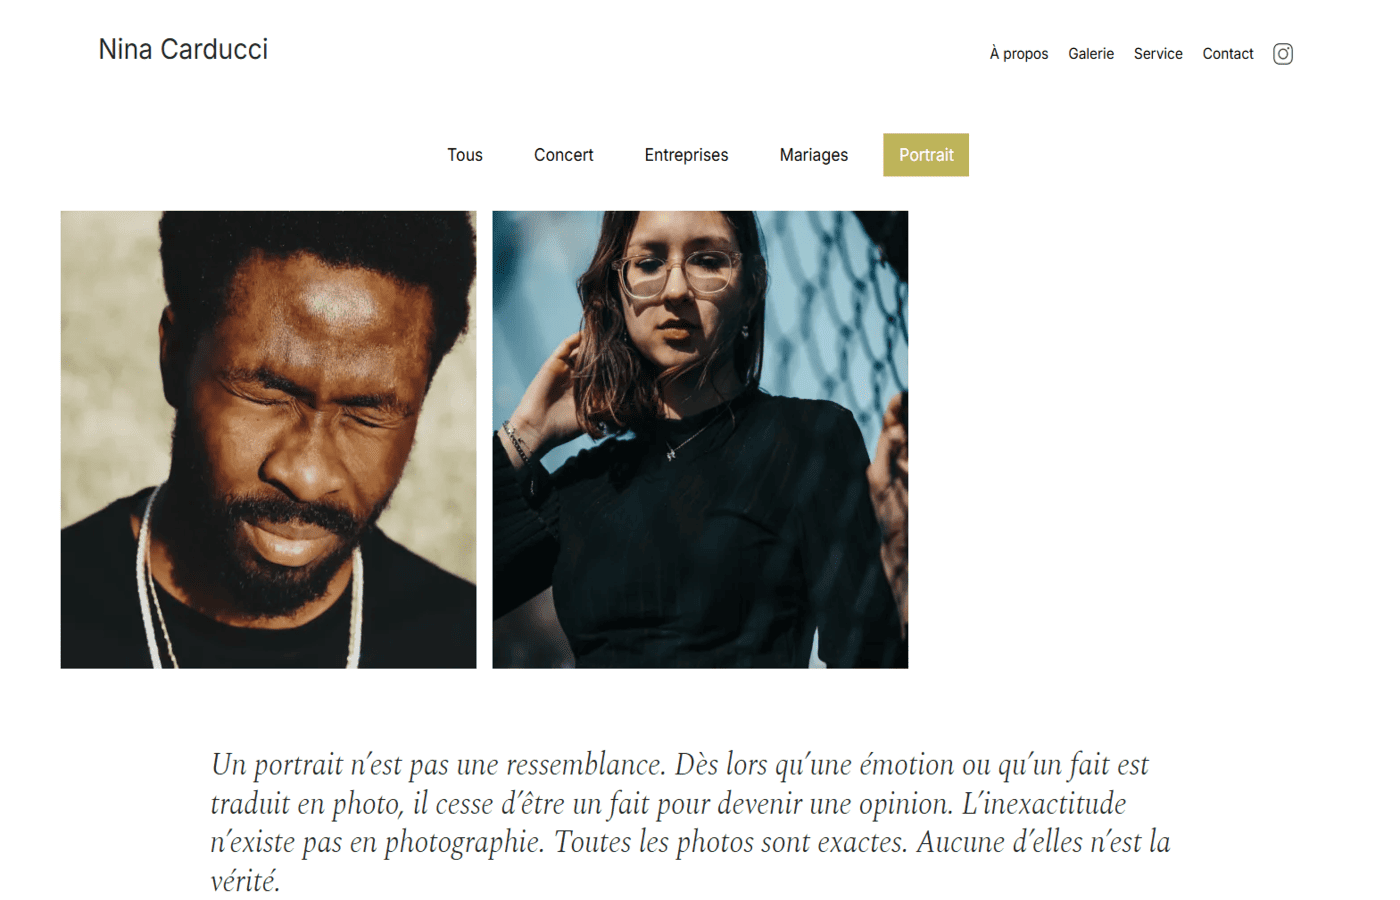 Nina Carducci
À propos Galerie Service Contact
Tous Concert Entreprises Mariages Portrait
Un portrait n’est pas une ressemblance. Dès lors qu’une émotion ou qu’un fait est
traduit en photo, il cesse d’être un fait pour devenir une opinion. L’inexactitude
n’existe pas en photographie. Toutes les photos sont exactes. Aucune d’elles n’est la
vérité.